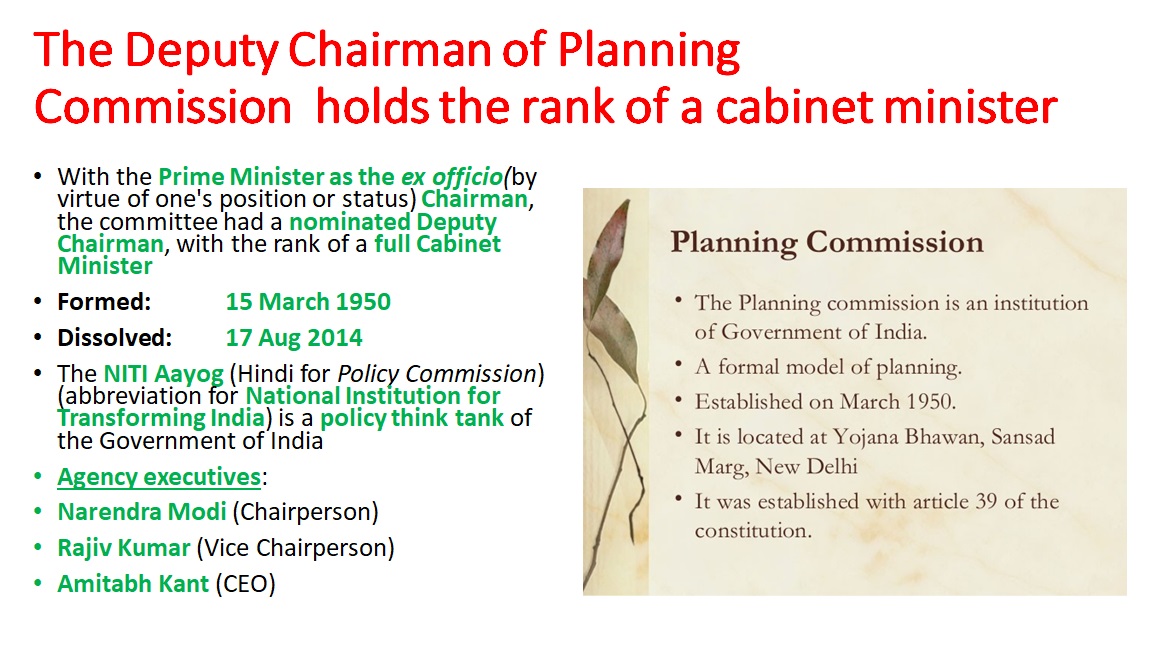 The Deputy Chairman of Planning
Commission  holds the rank of a cabinet minister
• With the Prime Minister as the ex officio(by
virtue of one's position or status) Chairman,
the committee had a nominated Deputy
Chairman, with the rank of a full Cabinet
Minister
• Formed: 15 March 1950
• Dissolved: 17 Aug 2014
• The NITI Aayog (Hindi for Policy Commission)
(abbreviation for National Institution for
Transforming India) is a policy think tank of
the Government of India
• Agency executives:
• Narendra Modi (Chairperson)
• Rajiv Kumar (Vice Chairperson)
• Amitabh Kant (CEO)
Planning Commission
• The Planning commission is an institution
of Government of India.
• A formal model of planning.
• Established on March 1950.
• It is located at Yojana Bhawan, Sansad
Marg, New Delhi
• It was established with article 39 of the
constitution.